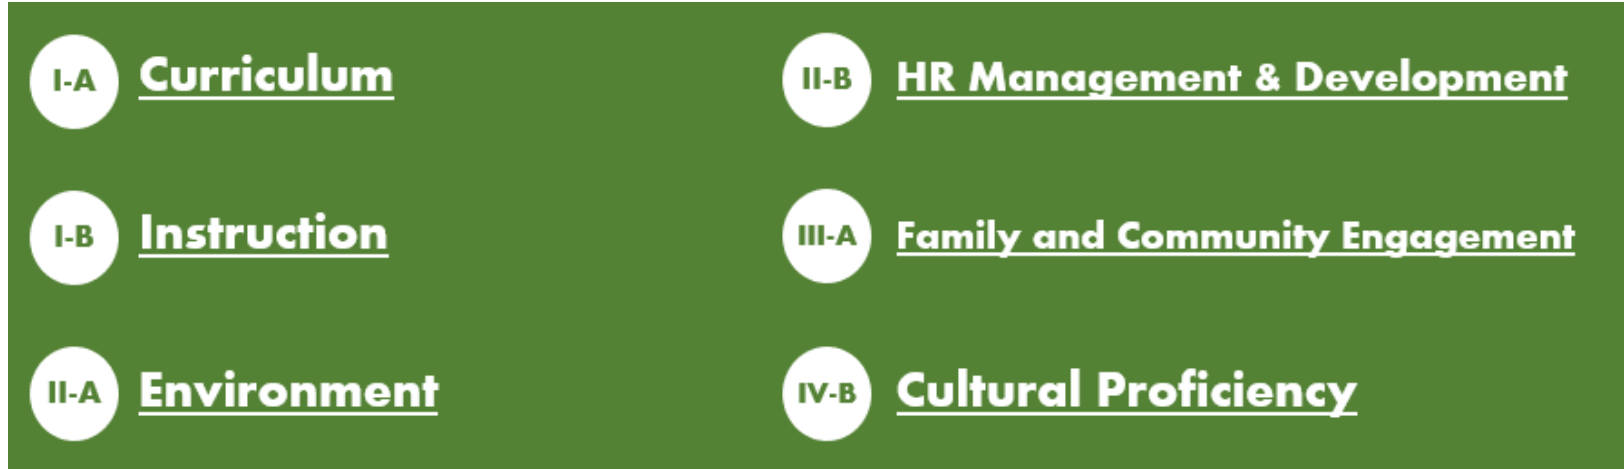 I-A Curriculum
I-B Instruction
II-A Environment
II-B HR Management & Development
III-A Family and Community Engagement
IV-B Cultural Proficiency